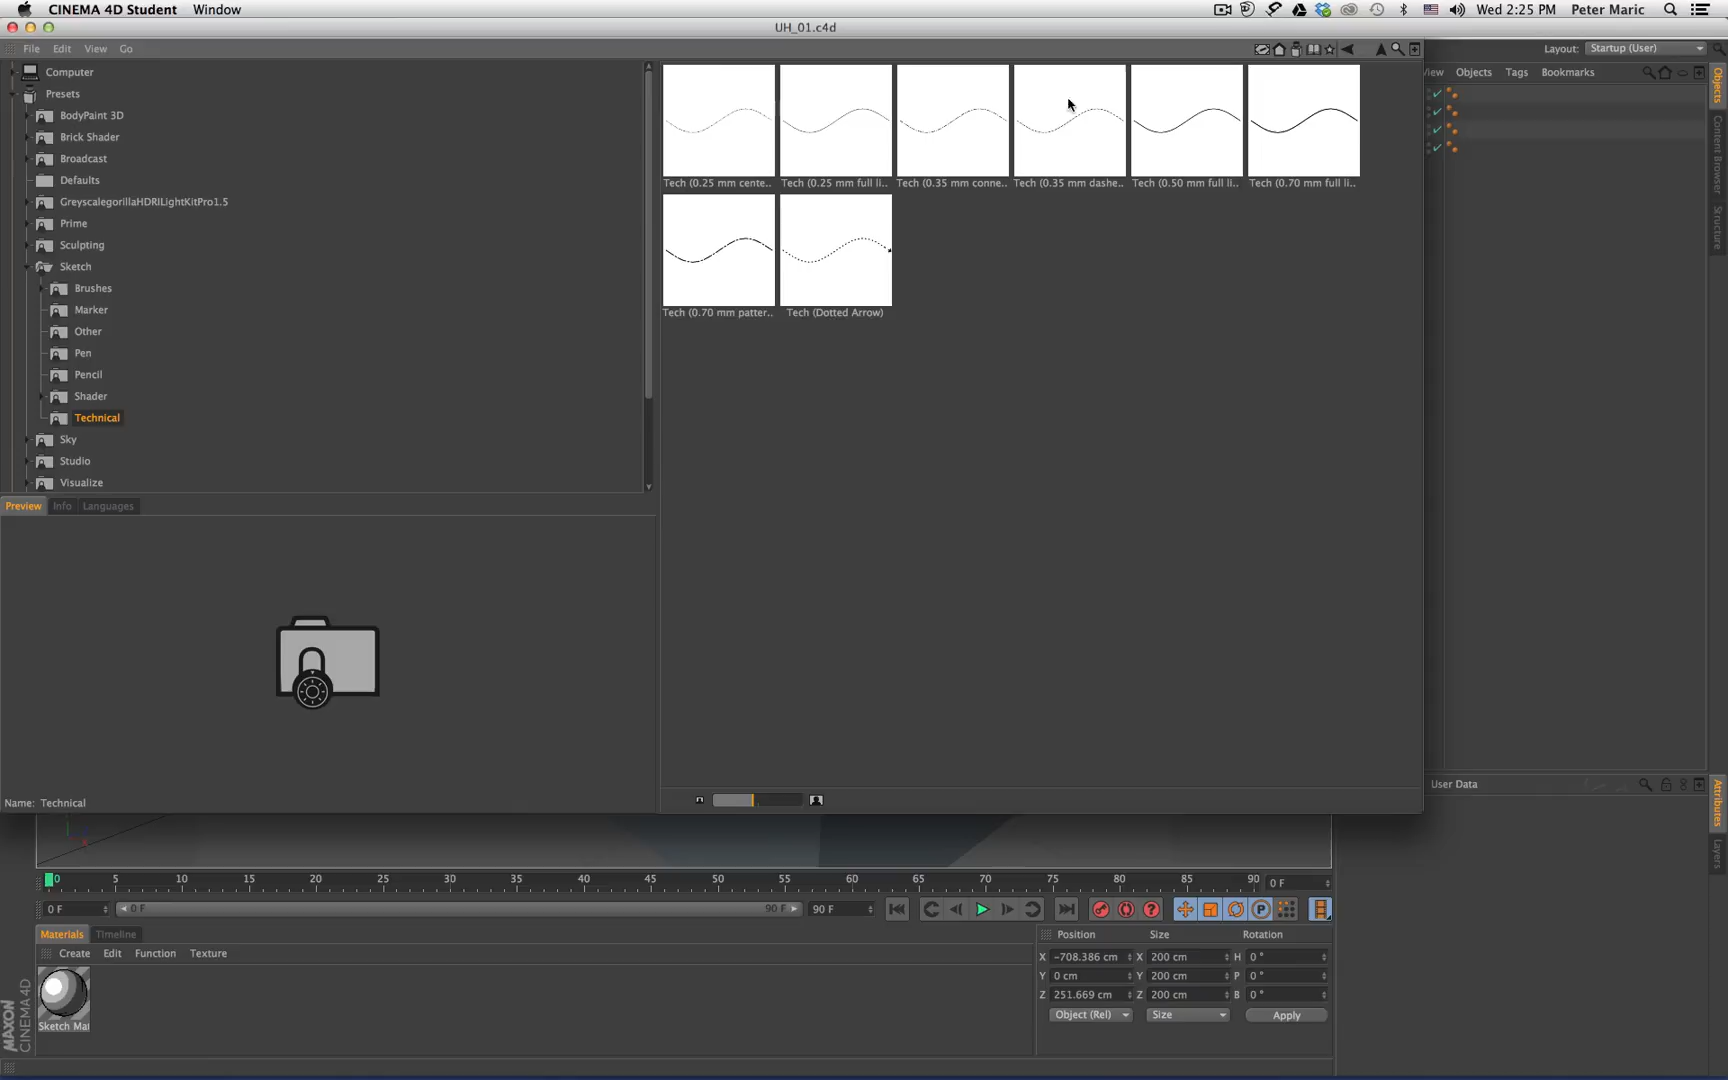 CINEMA 4D Student Window
Wed 2:25 PM Peter Maric
UH_01.c4d
File Edit View Go
Layout: Startup (User)
Computer
Presets
BodyPaint 3D
Brick Shader
Broadcast
Defaults
GreyscalegorillaHDRILightKitPro1.5
Prime
Sculpting
Sketch
Brushes
Marker
Other
Pen
Pencil
Shader
Technical
Sky
Studio
Visualize
Tech (0.25 mm cente..
Tech (0.25 mm full li..
Tech (0.35 mm conne..
Tech (0.35 mm dashe..
Tech (0.50 mm full li..
Tech (0.70 mm full li..
Tech (0.70 mm patter..
Tech (Dotted Arrow)
iew Objects Tags Bookmarks
Objects
Content Browser
Structure
Preview Info Languages
Name: Technical
User Data
Attributes
Layers
0 5 10 15 20 25 30 35 40 45 50 55 60 65 70 75 80 85 90 0 F
0 F 0 F 90 F 90 F
P
Materials Timeline
Create Edit Function Texture
Sketch Mat
Position Size Rotation
X -708.386 cm X 200 cm H 0 °
Y 0 cm Y 200 cm P 0 °
Z 251.669 cm Z 200 cm B 0 °
Object (Rel) Size Apply
MAXON
CINEMA 4D